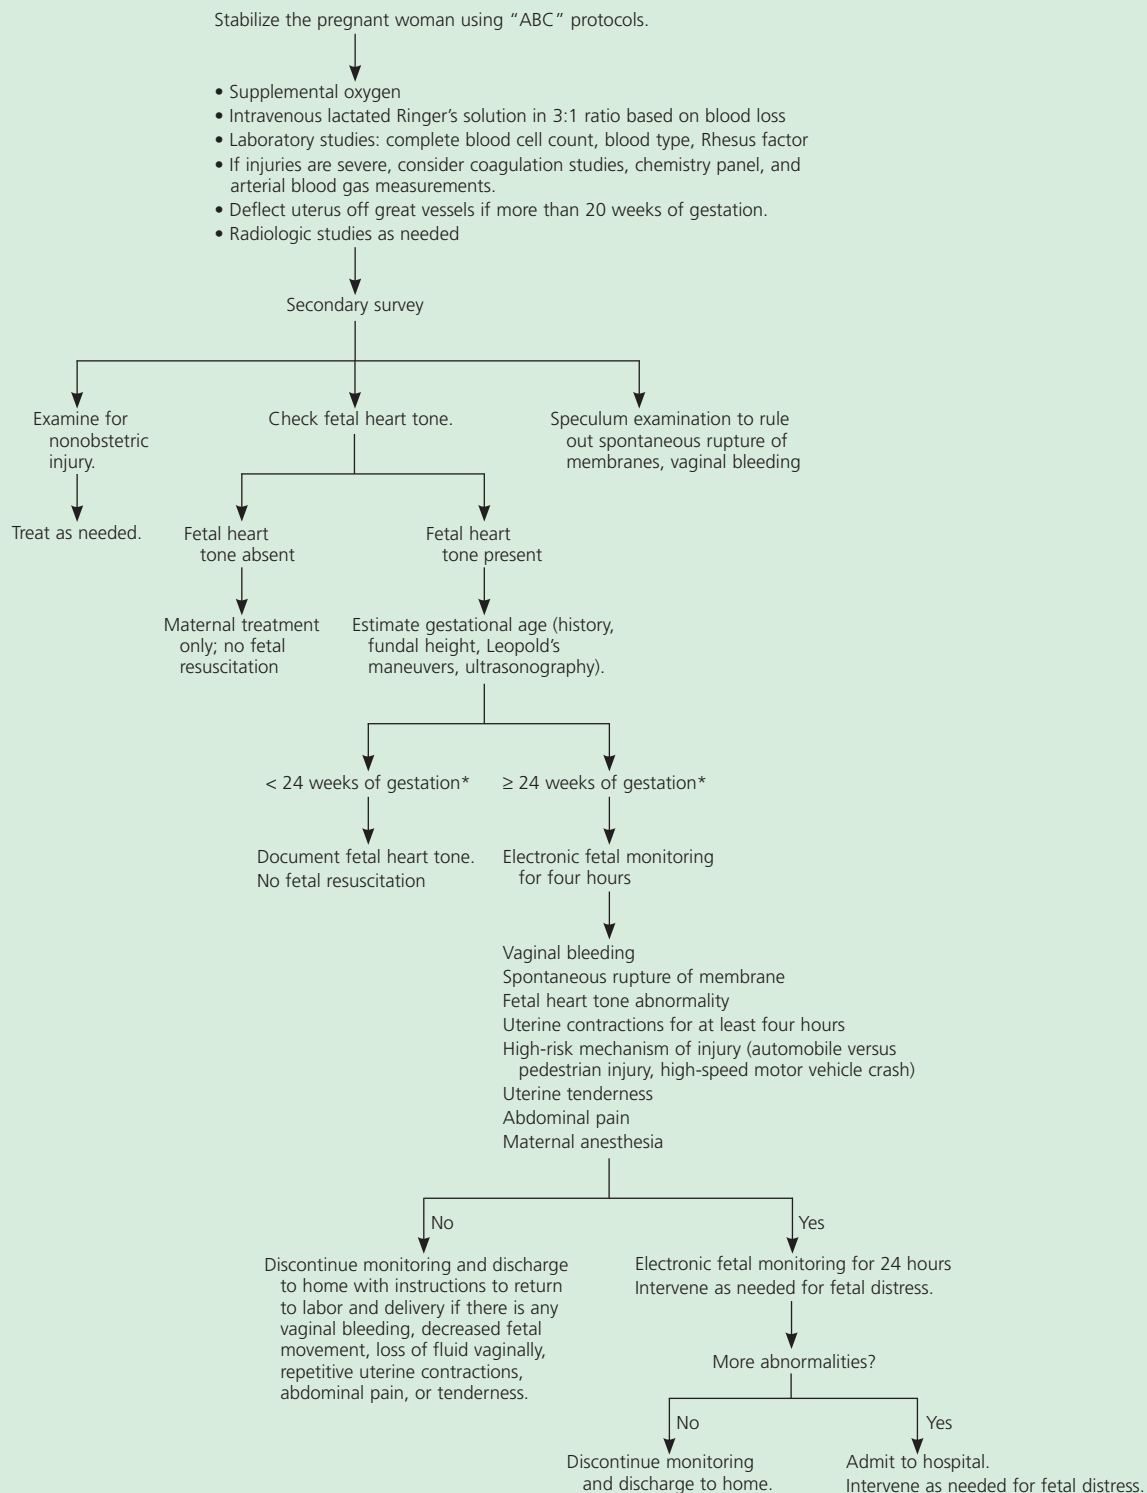 Stabilize the pregnant woman using “ABC” protocols.
• Supplemental oxygen
• Intravenous lactated Ringer’s solution in 3:1 ratio based on blood loss
• Laboratory studies: complete blood cell count, blood type, Rhesus factor
• If injuries are severe, consider coagulation studies, chemistry panel, and
arterial blood gas measurements.
• Deflect uterus off great vessels if more than 20 weeks of gestation.
• Radiologic studies as needed
Secondary survey
Examine for
nonobstetric
injury.
Check fetal heart tone.
Speculum examination to rule
out spontaneous rupture of
membranes, vaginal bleeding
Treat as needed.
Fetal heart
tone absent
Fetal heart
tone present
Maternal treatment
only; no fetal
resuscitation
Estimate gestational age (history,
fundal height, Leopold’s
maneuvers, ultrasonography).
< 24 weeks of gestation*
≥ 24 weeks of gestation*
Document fetal heart tone.
No fetal resuscitation
Electronic fetal monitoring
for four hours
Vaginal bleeding
Spontaneous rupture of membrane
Fetal heart tone abnormality
Uterine contractions for at least four hours
High-risk mechanism of injury (automobile versus
pedestrian injury, high-speed motor vehicle crash)
Uterine tenderness
Abdominal pain
Maternal anesthesia
No
Yes
Discontinue monitoring and discharge
to home with instructions to return
to labor and delivery if there is any
vaginal bleeding, decreased fetal
movement, loss of fluid vaginally,
repetitive uterine contractions,
abdominal pain, or tenderness.
Electronic fetal monitoring for 24 hours
Intervene as needed for fetal distress.
More abnormalities?
No
Yes
Discontinue monitoring
and discharge to home.
Admit to hospital.
Intervene as needed for fetal distress.